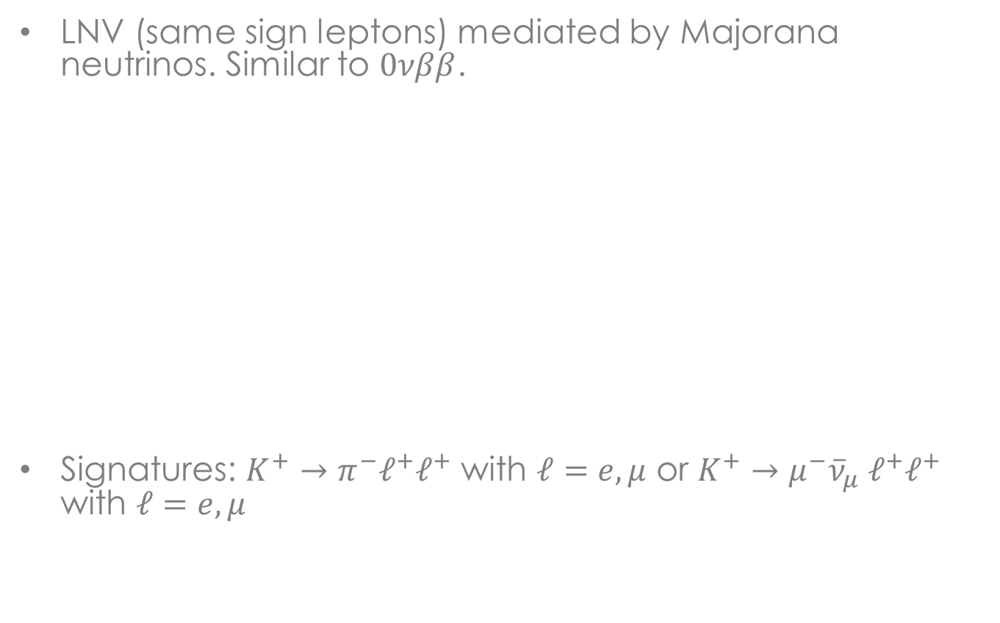 • LNV (same sign leptons) mediated by Majorana
neutrinos. Similar to 0νββ.
• Signatures: K⁺ → π⁻ℓ⁺ℓ⁺ with ℓ = e, μ or K⁺ → μ⁻ν̄_μ ℓ⁺ℓ⁺
with ℓ = e, μ